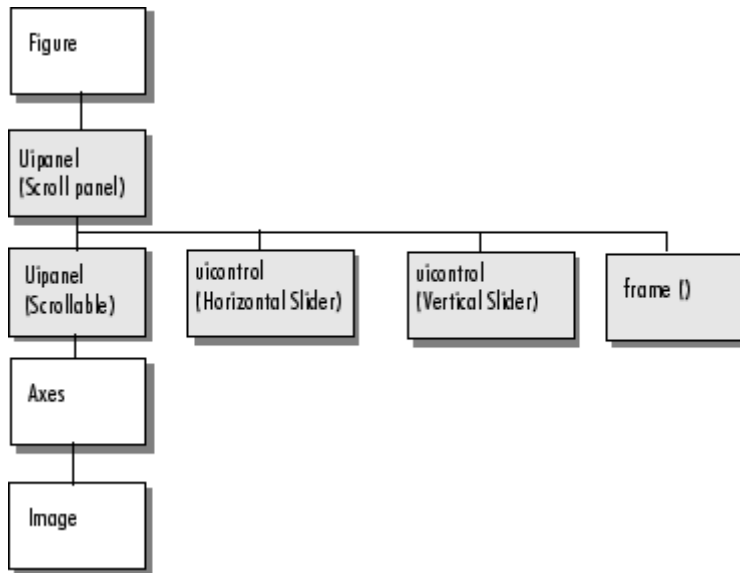 Figure
Uipanel
(Scroll panel)
Uipanel
(Scrollable)
uicontrol
(Horizontal Slider)
uicontrol
(Vertical Slider)
frame ()
Axes
Image